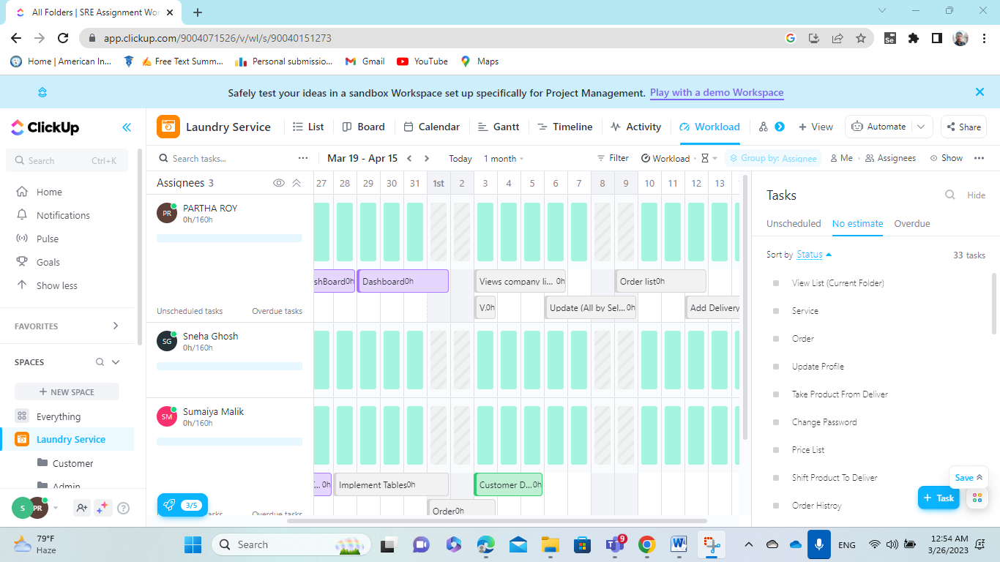 All Folders | SRE Assignment Wor
app.clickup.com/9004071526/v/wl/s/90040151273
Home | American In...
Free Text Summ...
Personal submissio...
Gmail
YouTube
Maps
Safely test your ideas in a sandbox Workspace set up specifically for Project Management. Play with a demo Workspace
ClickUp
Laundry Service
List
Board
Calendar
Gantt
Timeline
Activity
Workload
+ View
Automate
Share
Search Ctrl+K
Search tasks...
Mar 19 - Apr 15
Today
1 month
Filter
Workload
Group by: Assignee
Me
Assignees
Show
Home
Notifications
Pulse
Goals
Show less
FAVORITES
SPACES
+ NEW SPACE
Everything
Laundry Service
Customer
Admin
S PR
Assignees 3
27 28 29 30 31 1st 2 3 4 5 6 7 8 9 10 11 12 13
PR PARTHA ROY
0h/160h
shBoard0h
Dashboard0h
Views company li... 0h
Order list0h
V.0h
Update (All by Sel...0h
Add Delivery
Unscheduled tasks Overdue tasks
SG Sneha Ghosh
0h/160h
SM Sumaiya Malik
0h/160h
... 0h
Implement Tables0h
Customer D...0h
Order0h
tasks Overdue tasks
3/5
Tasks
Hide
Unscheduled No estimate Overdue
Sort by Status 33 tasks
View List (Current Folder)
Service
Order
Update Profile
Take Product From Deliver
Change Password
Price List
Shift Product To Deliver
Order Histroy
Save
+ Task
79°F
Haze
Search
9
ENG
12:54 AM
3/26/2023